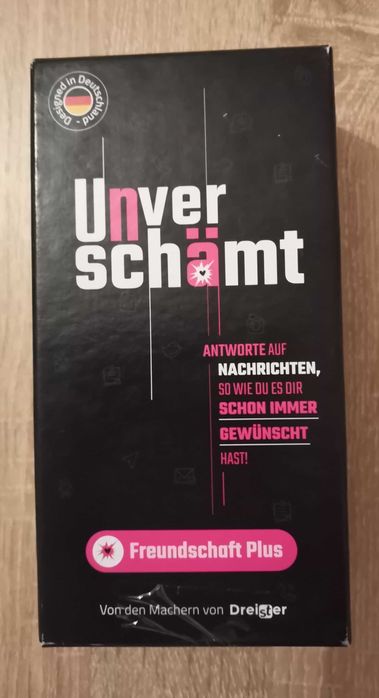 - Designed in Deutschland -
Unver
schämt
ANTWORTE AUF
NACHRICHTEN,
SO WIE DU ES DIR
SCHON IMMER
GEWÜNSCHT
HAST!
Freundschaft Plus
Von den Machern von Dreister